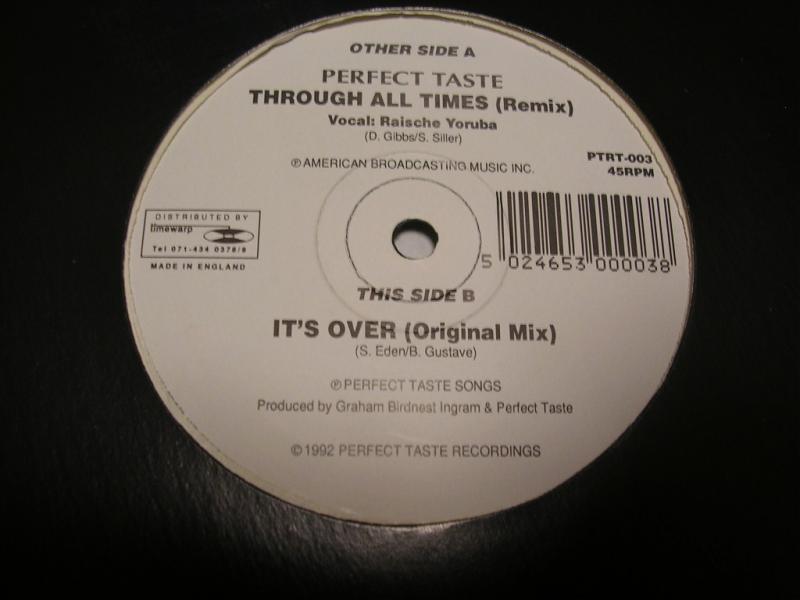 OTHER SIDE A
PERFECT TASTE
THROUGH ALL TIMES (Remix)
Vocal: Raische Yoruba
(D. Gibbs/S. Siller)
℗ AMERICAN BROADCASTING MUSIC INC.
PTRT-003
45RPM
DISTRIBUTED BY
timewarp
Tel 071-434 0378/9
MADE IN ENGLAND
5 024653 000038
THIS SIDE B
IT'S OVER (Original Mix)
(S. Eden/B. Gustave)
℗ PERFECT TASTE SONGS
Produced by Graham Birdnest Ingram & Perfect Taste
© 1992 PERFECT TASTE RECORDINGS